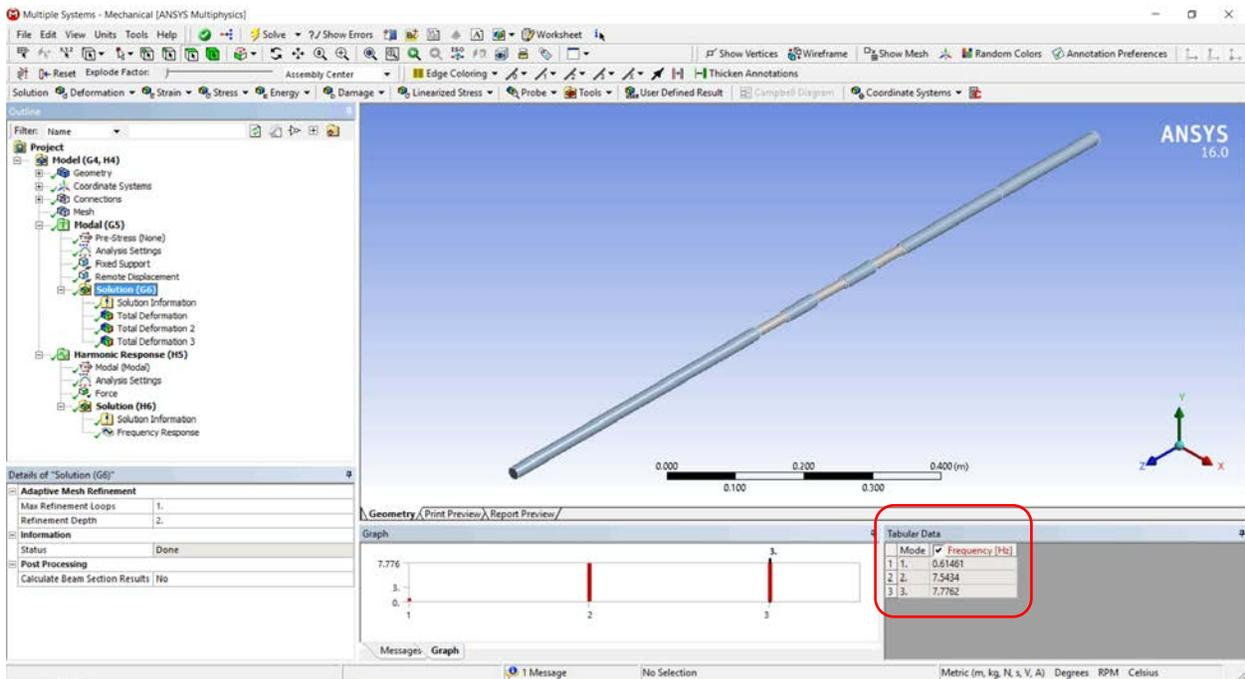 Multiple Systems - Mechanical [ANSYS Multiphysics]
File Edit View Units Tools Help Solve ?/ Show Errors Worksheet
Show Vertices Wireframe Show Mesh Random Colors Annotation Preferences
Reset Explode Factor: Assembly Center Edge Coloring Thicken Annotations
Solution Deformation Strain Stress Energy Damage Linearized Stress Probe Tools User Defined Result Campbell Diagram Coordinate Systems
Outline
Filter: Name
Project
Model (G4, H4)
Geometry
Coordinate Systems
Connections
Mesh
Modal (G5)
Pre-Stress (None)
Analysis Settings
Fixed Support
Remote Displacement
Solution (G6)
Solution Information
Total Deformation
Total Deformation 2
Total Deformation 3
Harmonic Response (H5)
Modal (Modal)
Analysis Settings
Force
Solution (H6)
Solution Information
Frequency Response
ANSYS
16.0
Y
Z X
0.000 0.200 0.400 (m)
0.100 0.300
Details of "Solution (G6)"
Adaptive Mesh Refinement
Max Refinement Loops 1.
Refinement Depth 2.
Information
Status Done
Post Processing
Calculate Beam Section Results No
Geometry Print Preview Report Preview
Graph
7.776
3.
0.
3.
1 2 3
Messages Graph
Tabular Data
Mode Frequency [Hz]
1 1. 0.61461
2 2. 7.5434
3 3. 7.7762
1 Message No Selection Metric (m, kg, N, s, V, A) Degrees RPM Celsius